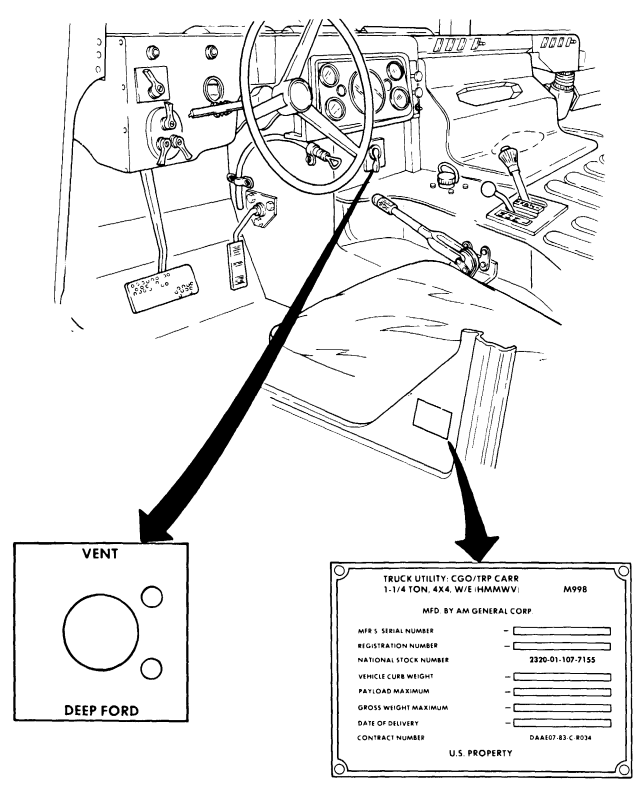 VENT
DEEP FORD
TRUCK UTILITY: CGO/TRP CARR
1-1/4 TON, 4X4, W/E (HMMWV) M998
MFD. BY AM GENERAL CORP.
MFR'S SERIAL NUMBER –
REGISTRATION NUMBER –
NATIONAL STOCK NUMBER 2320-01-107-7155
VEHICLE CURB WEIGHT –
PAYLOAD MAXIMUM –
GROSS WEIGHT MAXIMUM –
DATE OF DELIVERY –
CONTRACT NUMBER DAAE07-83-C-R034
U.S. PROPERTY